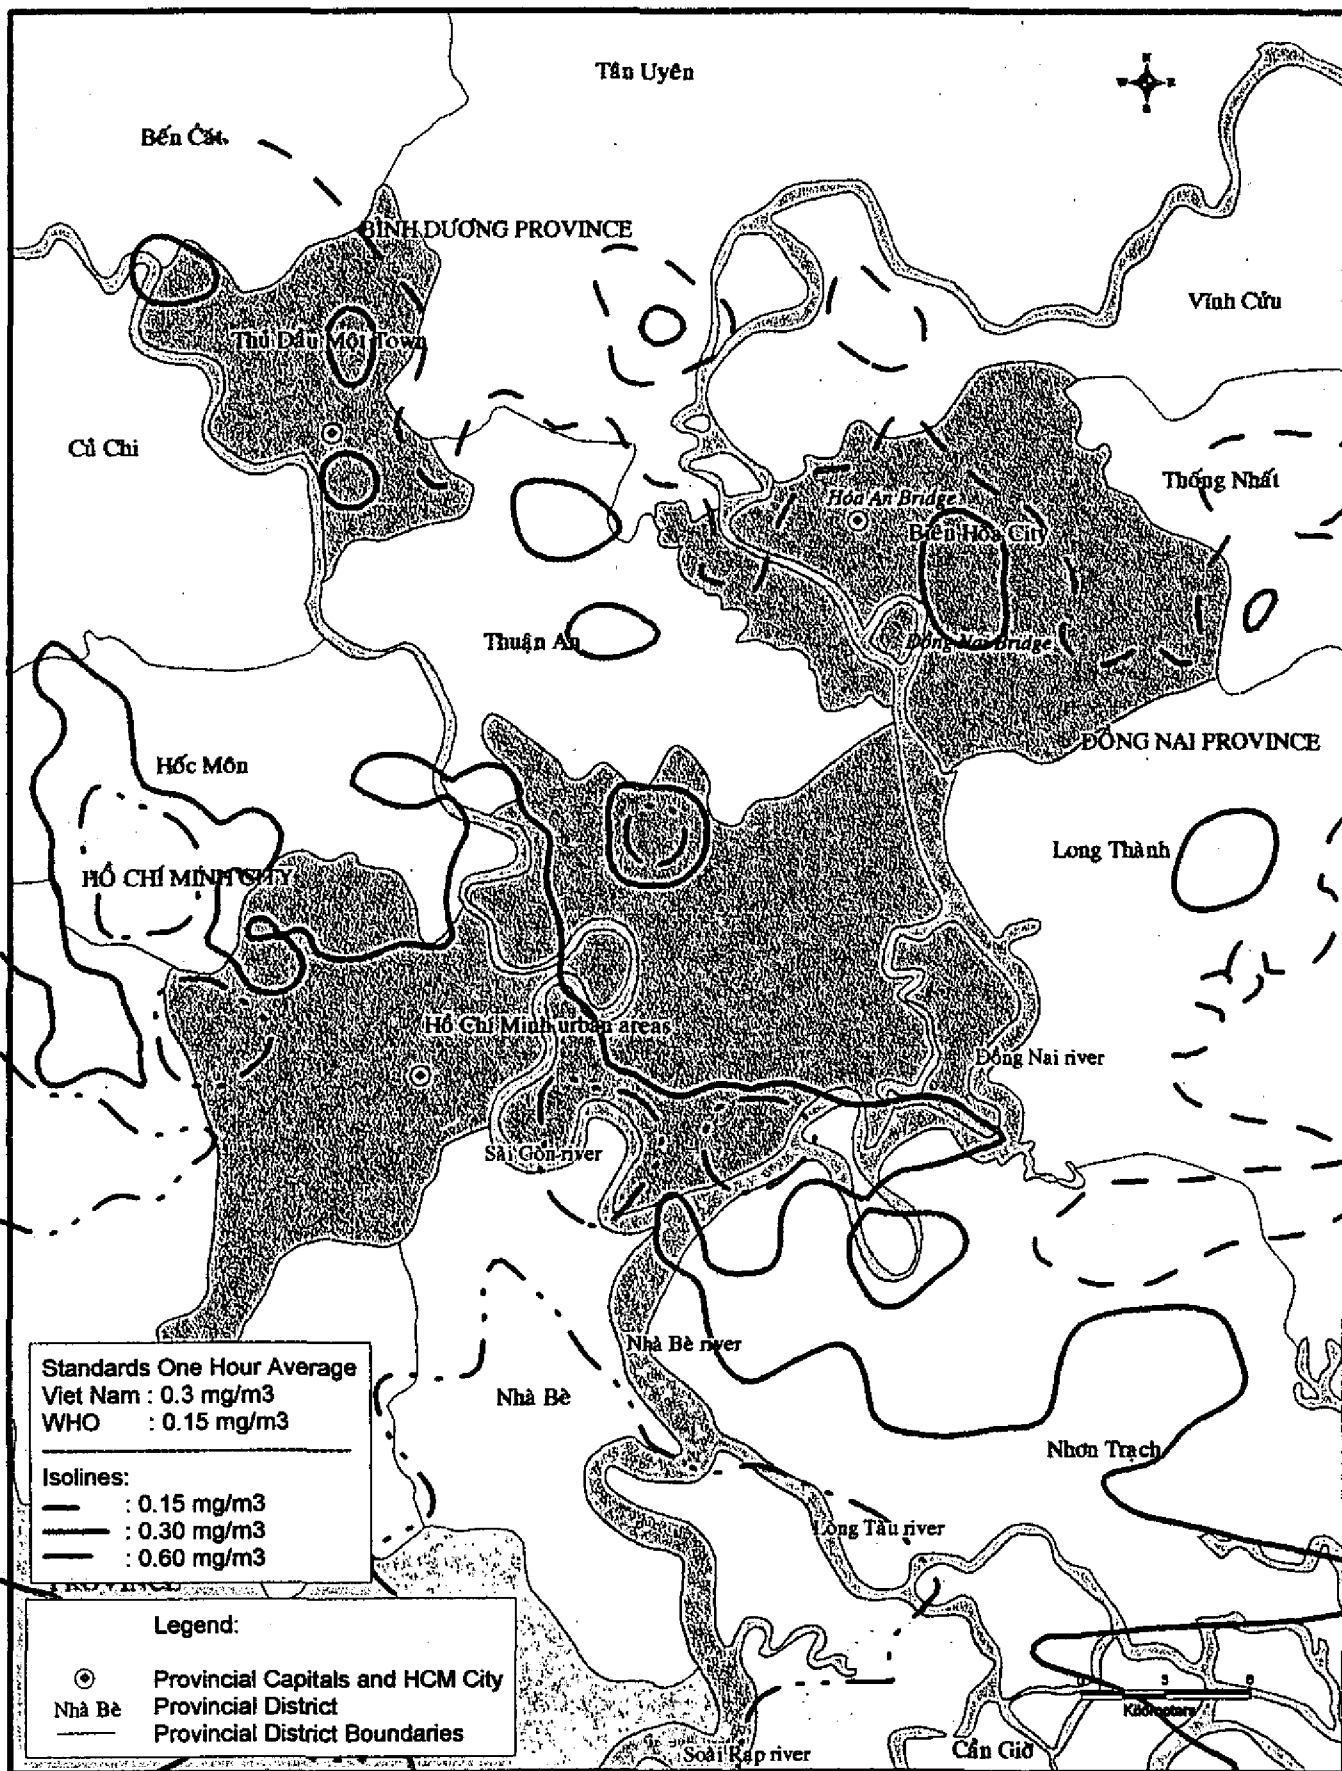 N
W E
S
Tân Uyên
Bến Cát
BÌNH DƯƠNG PROVINCE
Vĩnh Cửu
Thủ Dầu Một Town
Củ Chi
Thống Nhất
Hóa An Bridge
Biên Hòa City
Thuận An
Đồng Nai Bridge
ĐỒNG NAI PROVINCE
Hốc Môn
Long Thành
HỒ CHÍ MINH CITY
Hồ Chí Minh urban areas
Đồng Nai river
Sài Gòn river
Nhà Bè river
Nhà Bè
Nhơn Trạch
Long Tàu river
Standards One Hour Average
Viet Nam : 0.3 mg/m3
WHO : 0.15 mg/m3
Isolines:
: 0.15 mg/m3
: 0.30 mg/m3
: 0.60 mg/m3
PROVINCE
Legend:
Provincial Capitals and HCM City
Nhà Bè Provincial District
Provincial District Boundaries
Kilometers
Soài Rạp river
Cần Giờ